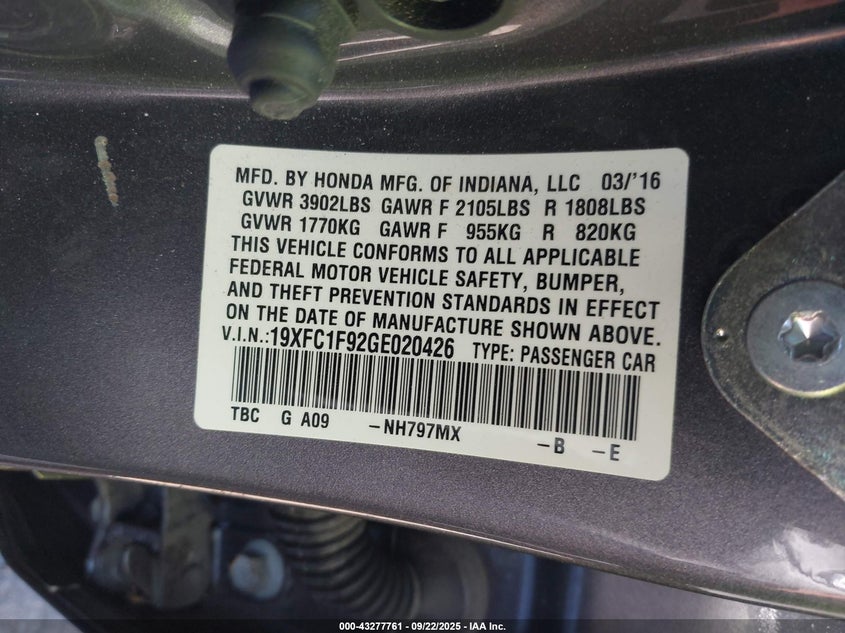 MFD. BY HONDA MFG. OF INDIANA, LLC 03/'16
GVWR 3902LBS GAWR F 2105LBS R 1808LBS
GVWR 1770KG GAWR F 955KG R 820KG
THIS VEHICLE CONFORMS TO ALL APPLICABLE
FEDERAL MOTOR VEHICLE SAFETY, BUMPER,
AND THEFT PREVENTION STANDARDS IN EFFECT
ON THE DATE OF MANUFACTURE SHOWN ABOVE.
V.I.N.:19XFC1F92GE020426 TYPE: PASSENGER CAR
TBC G A09 -NH797MX -B -E
000-43277761 | 09/22/2025 | IAA Inc.